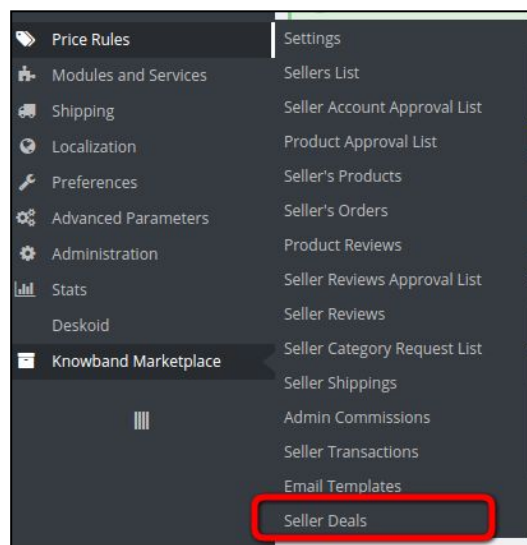 Price Rules
Modules and Services
Shipping
Localization
Preferences
Advanced Parameters
Administration
Stats
Deskoid
Knowband Marketplace
Settings
Sellers List
Seller Account Approval List
Product Approval List
Seller's Products
Seller's Orders
Product Reviews
Seller Reviews Approval List
Seller Reviews
Seller Category Request List
Seller Shippings
Admin Commissions
Seller Transactions
Email Templates
Seller Deals